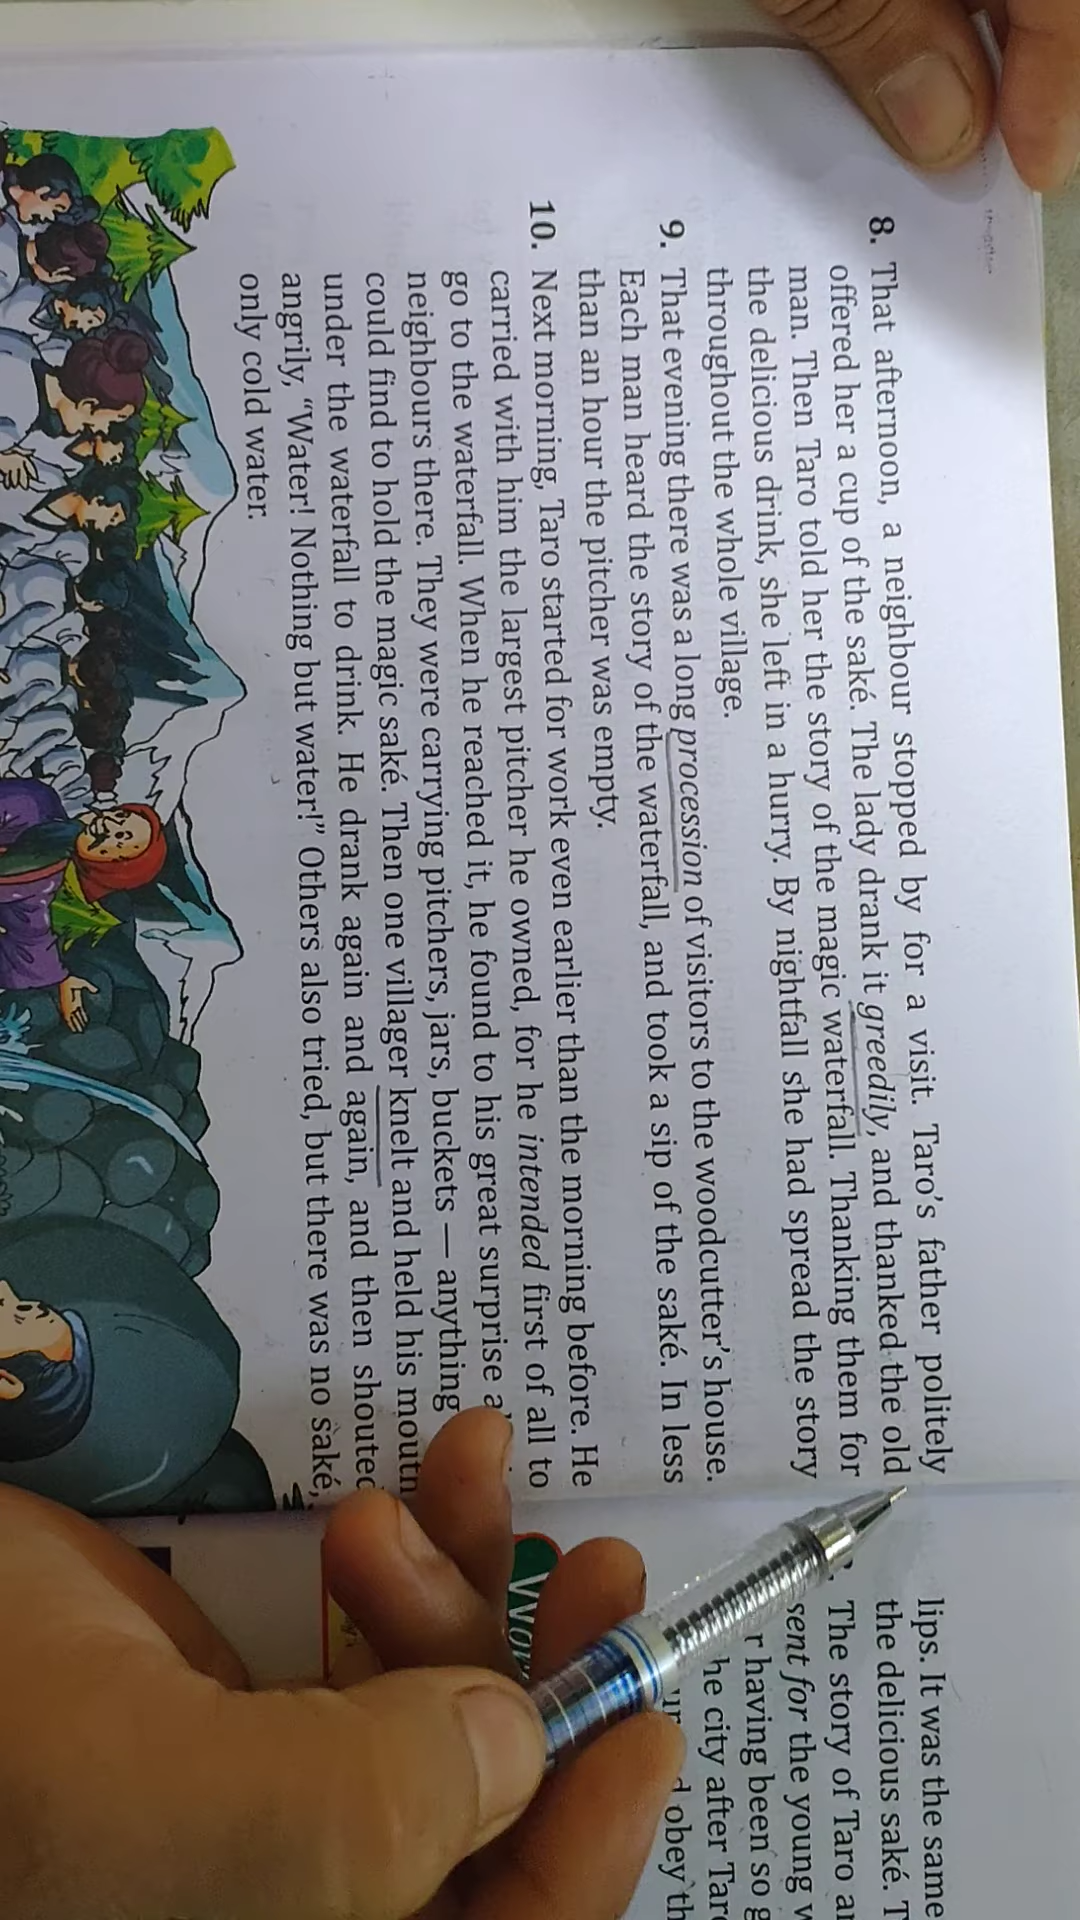 8. That afternoon, a neighbour stopped by for a visit. Taro's father politely
offered her a cup of the saké. The lady drank it greedily, and thanked the old
man. Then Taro told her the story of the magic waterfall. Thanking them for
the delicious drink, she left in a hurry. By nightfall she had spread the story
throughout the whole village.
9. That evening there was a long procession of visitors to the woodcutter's house.
Each man heard the story of the waterfall, and took a sip of the saké. In less
than an hour the pitcher was empty.
10. Next morning, Taro started for work even earlier than the morning before. He
carried with him the largest pitcher he owned, for he intended first of all to
go to the waterfall. When he reached it, he found to his great surprise
neighbours there. They were carrying pitchers, jars, buckets — anything
could find to hold the magic saké. Then one villager knelt and held his mouth
under the waterfall to drink. He drank again and again, and then shouted
angrily, “Water! Nothing but water!” Others also tried, but there was no saké,
only cold water.
lips. It was the same
the delicious saké.
The story of Taro
sent for the young
having been so
he city after
obey